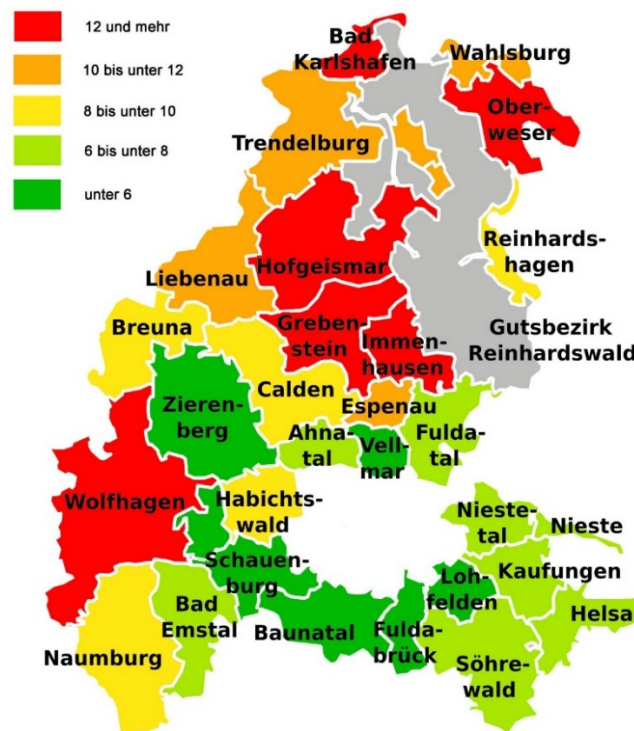 12 und mehr
10 bis unter 12
8 bis unter 10
6 bis unter 8
unter 6
Bad
Karlshafen
Wahlsburg
Ober-
weser
Trendelburg
Reinhards-
hagen
Hofgeismar
Liebenau
Breuna
Greben-
stein
Immen-
hausen
Gutsbezirk
Reinhardswald
Calden
Zieren-
berg
Espenau
Ahna-
tal
Vell-
mar
Fulda-
tal
Wolfhagen
Habichts-
wald
Nieste-
tal
Nieste
Schauen-
burg
Loh-
felden
Kaufungen
Bad
Emstal
Helsa
Baunatal
Fulda-
brück
Naumburg
Söhre-
wald